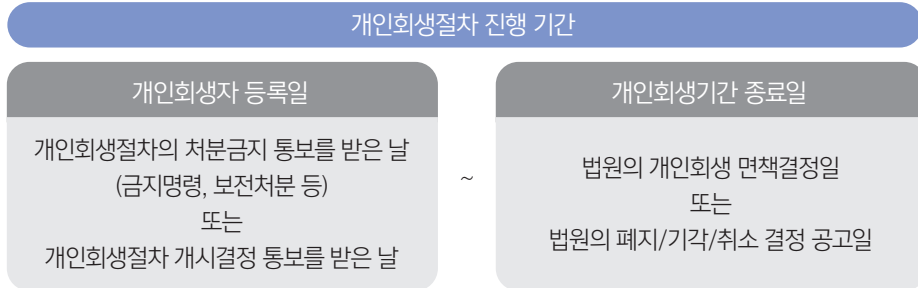 개인회생절차 진행 기간
개인회생자 등록일
개인회생절차의 처분금지 통보를 받은 날
(금지명령, 보전처분 등)
또는
개인회생절차 개시결정 통보를 받은 날
~
개인회생기간 종료일
법원의 개인회생 면책결정일
또는
법원의 폐지/기각/취소 결정 공고일